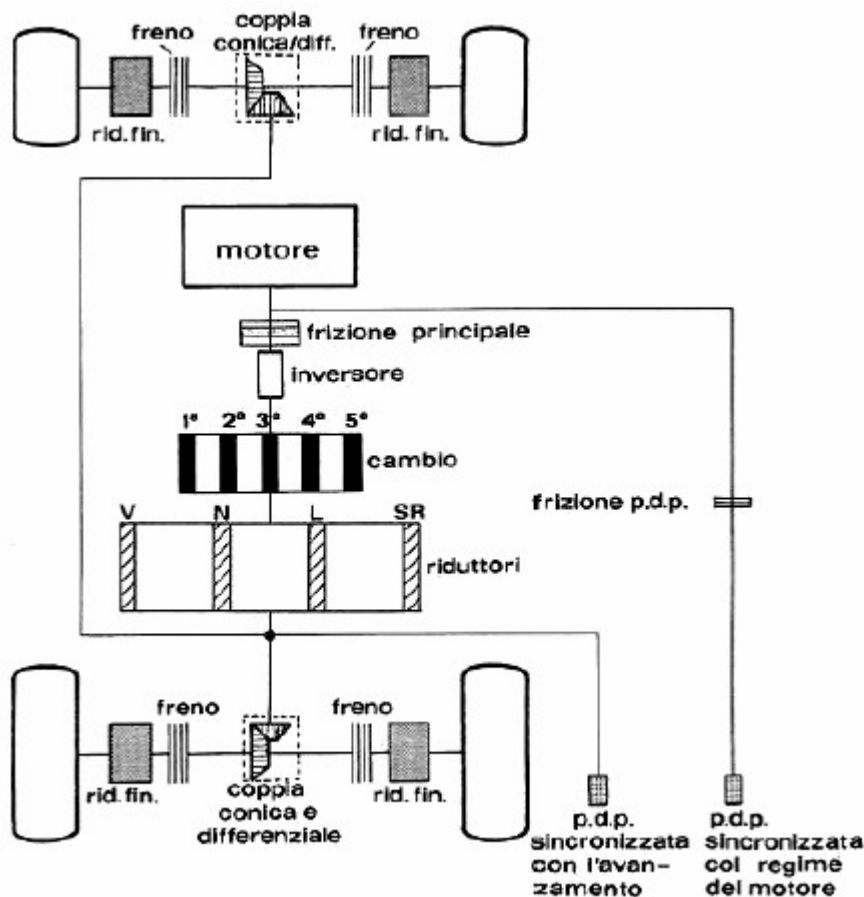 freno
coppia
conica/diff.
freno
rid.fin.
rid.fin.
motore
frizione principale
inversore
1ª 2ª 3ª 4ª 5ª
cambio
V N L SR
riduttori
frizione p.d.p.
freno
freno
rid.fin.
coppia
conica e
differenziale
rid.fin.
p.d.p.
sincronizzata
con l'avan-
zamento
p.d.p.
sincronizzata
col regime
del motore